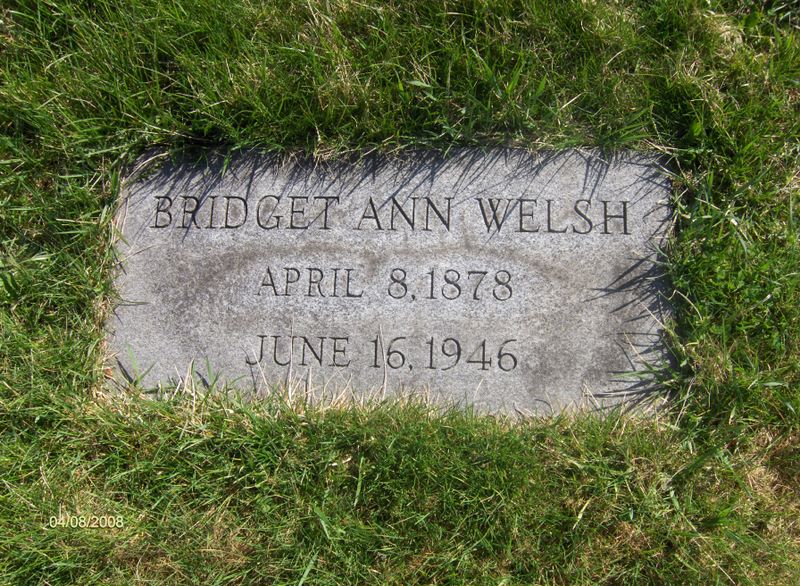 BRIDGET ANN WELSH
APRIL 8, 1878
JUNE 16, 1946
04/08/2008